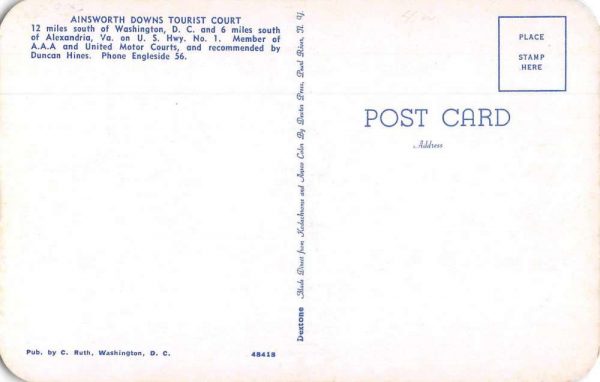 AINSWORTH DOWNS TOURIST COURT
12 miles south of Washington, D. C. and 6 miles south
of Alexandria, Va. on U. S. Hwy. No. 1. Member of
A.A.A and United Motor Courts, and recommended by
Duncan Hines. Phone Engleside 56.
Pub. by C. Ruth, Washington, D. C.
48418
Dextone Made Direct from Kodachrome and Ansco Color By Dexter Press, Pearl River, N. Y.
PLACE
STAMP
HERE
POST CARD
Address